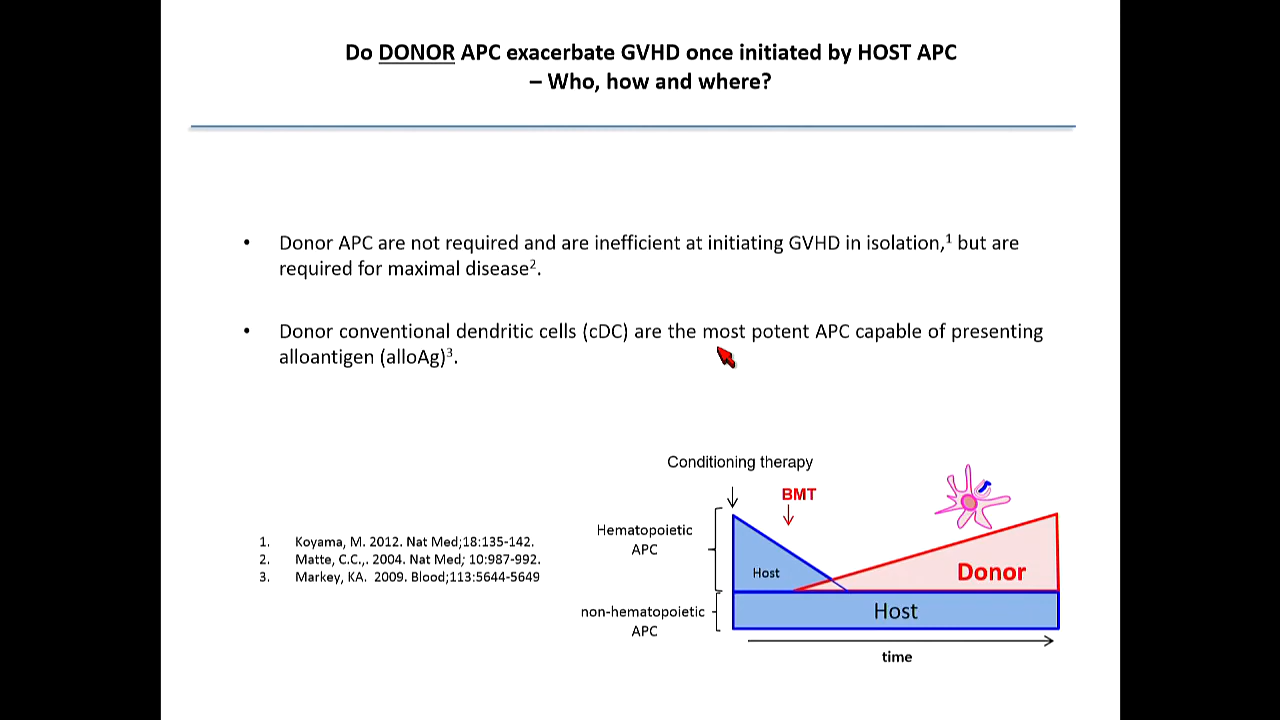 Do DONOR APC exacerbate GVHD once initiated by HOST APC
– Who, how and where?
• Donor APC are not required and are inefficient at initiating GVHD in isolation,¹ but are
required for maximal disease².
• Donor conventional dendritic cells (cDC) are the most potent APC capable of presenting
alloantigen (alloAg)³.
1. Koyama, M. 2012. Nat Med;18:135-142.
2. Matte, C.C.,. 2004. Nat Med; 10:987-992.
3. Markey, KA. 2009. Blood;113:5644-5649
Conditioning therapy
BMT
Hematopoietic
APC
Host
Donor
non-hematopoietic
APC
Host
time